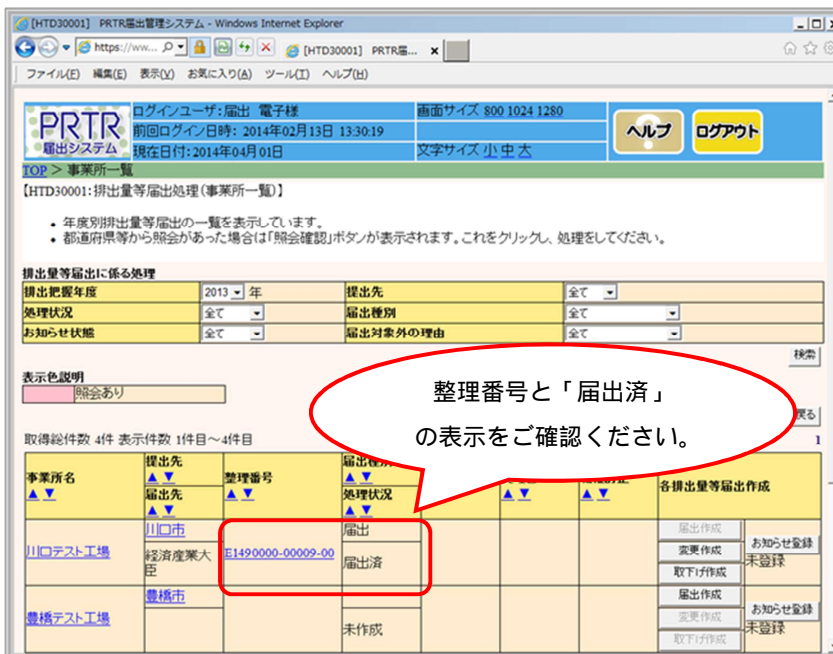 [HTD30001] PRTR届出管理システム - Windows Internet Explorer
https://ww...
[HTD30001] PRTR届...
ファイル(F) 編集(E) 表示(V) お気に入り(A) ツール(T) ヘルプ(H)
PRTR
届出システム
ログインユーザ:届出 電子様
画面サイズ 800 1024 1280
前回ログイン日時: 2014年02月13日 13:30:19
現在日付:2014年04月01日
文字サイズ 小 中 大
ヘルプ
ログアウト
TOP > 事業所一覧
【HTD30001:排出量等届出処理(事業所一覧)】
• 年度別排出量等届出の一覧を表示しています。
• 都道府県等から照会があった場合は「照会確認」ボタンが表示されます。これをクリックし、処理をしてください。
排出量等届出に係る処理
排出把握年度 2013 年 提出先 全て
処理状況 全て 届出種別 全て
お知らせ状態 全て 届出対象外の理由 全て
検索
表示色説明
照会あり
整理番号と「届出済」
の表示をご確認ください。
戻る
取得総件数 4件 表示件数 1件目~4件目
1
事業所名
▲ ▼
提出先
▲ ▼
届出先
▲ ▼
整理番号
▲ ▼
処理状況
▲ ▼
▲ ▼
▲ ▼
各排出量等届出作成
川口テスト工場
川口市
経済産業大臣
E1490000-00009-00
届出
届出済
届出作成
変更作成
取下げ作成
お知らせ登録
未登録
豊橋テスト工場
豊橋市
未作成
届出作成
変更作成
取下げ作成
お知らせ登録
未登録